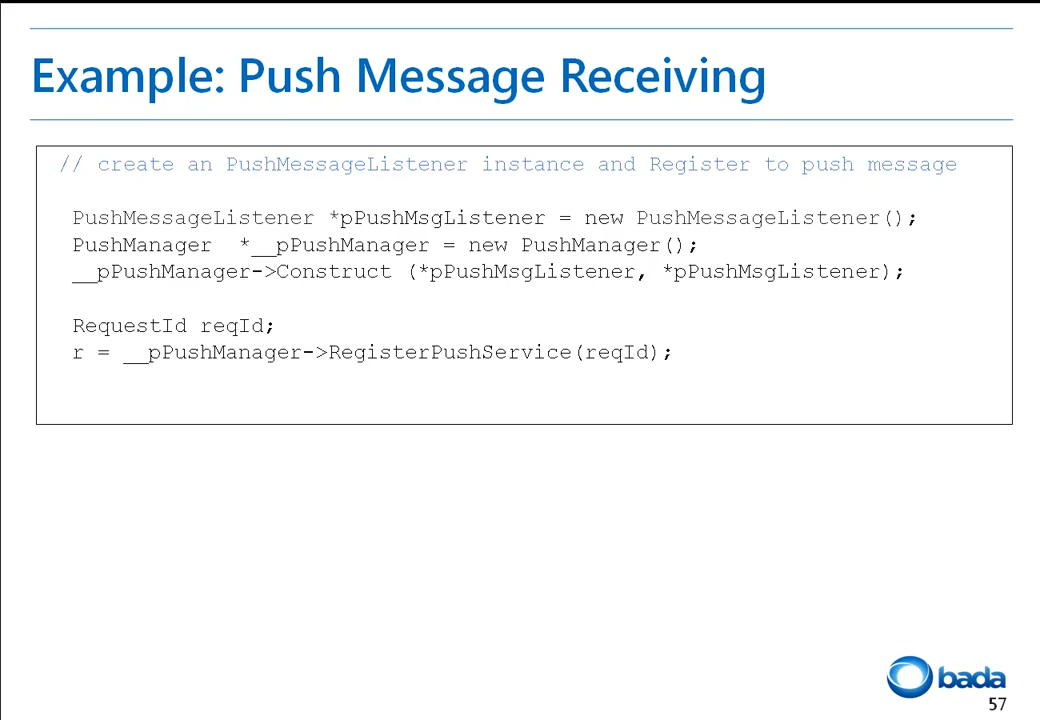 Example: Push Message Receiving
// create an PushMessageListener instance and Register to push message
PushMessageListener *pPushMsgListener = new PushMessageListener();
PushManager  *__pPushManager = new PushManager();
__pPushManager->Construct (*pPushMsgListener, *pPushMsgListener);
RequestId reqId;
r = __pPushManager->RegisterPushService(reqId);
bada
57